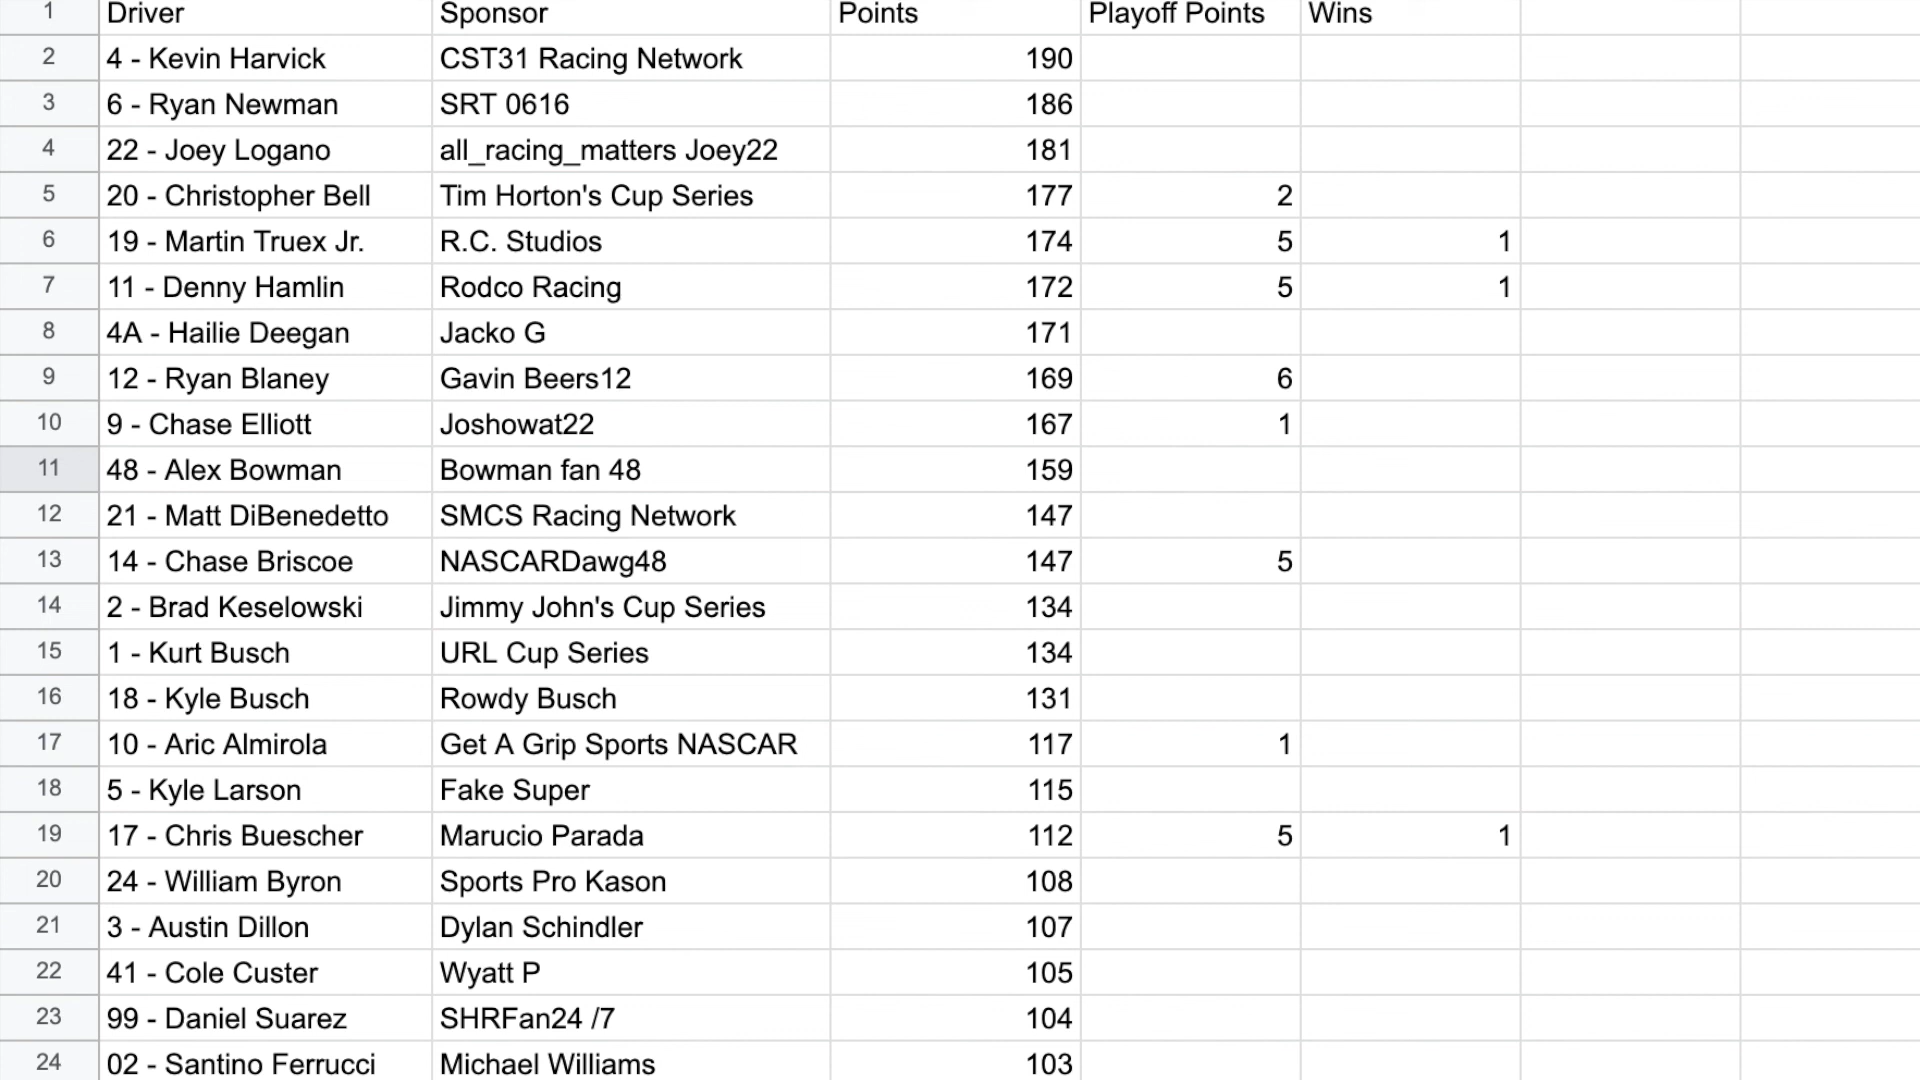 1 Driver Sponsor Points Playoff Points Wins
2 4 - Kevin Harvick CST31 Racing Network 190
3 6 - Ryan Newman SRT 0616 186
4 22 - Joey Logano all_racing_matters Joey22 181
5 20 - Christopher Bell Tim Horton's Cup Series 177 2
6 19 - Martin Truex Jr. R.C. Studios 174 5 1
7 11 - Denny Hamlin Rodco Racing 172 5 1
8 4A - Hailie Deegan Jacko G 171
9 12 - Ryan Blaney Gavin Beers12 169 6
10 9 - Chase Elliott Joshowat22 167 1
11 48 - Alex Bowman Bowman fan 48 159
12 21 - Matt DiBenedetto SMCS Racing Network 147
13 14 - Chase Briscoe NASCARDawg48 147 5
14 2 - Brad Keselowski Jimmy John's Cup Series 134
15 1 - Kurt Busch URL Cup Series 134
16 18 - Kyle Busch Rowdy Busch 131
17 10 - Aric Almirola Get A Grip Sports NASCAR 117 1
18 5 - Kyle Larson Fake Super 115
19 17 - Chris Buescher Marucio Parada 112 5 1
20 24 - William Byron Sports Pro Kason 108
21 3 - Austin Dillon Dylan Schindler 107
22 41 - Cole Custer Wyatt P 105
23 99 - Daniel Suarez SHRFan24 /7 104
24 02 - Santino Ferrucci Michael Williams 103